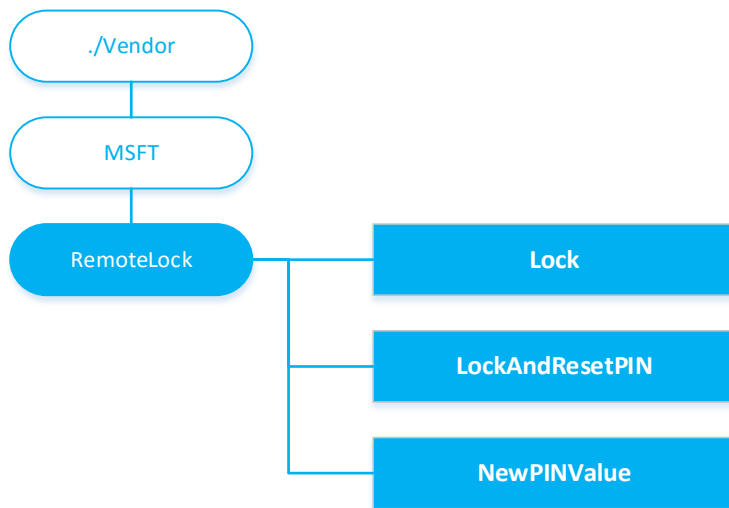 ./Vendor
MSFT
RemoteLock
Lock
LockAndResetPIN
NewPINValue